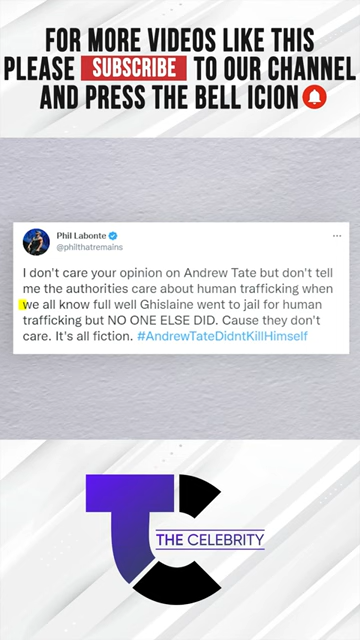 FOR MORE VIDEOS LIKE THIS
PLEASE SUBSCRIBE TO OUR CHANNEL
AND PRESS THE BELL ICION
Phil Labonte
@philthatremains
I don't care your opinion on Andrew Tate but don't tell
me the authorities care about human trafficking when
we all know full well Ghislaine went to jail for human
trafficking but NO ONE ELSE DID. Cause they don't
care. It's all fiction. #AndrewTateDidntKillHimself
TC
THE CELEBRITY